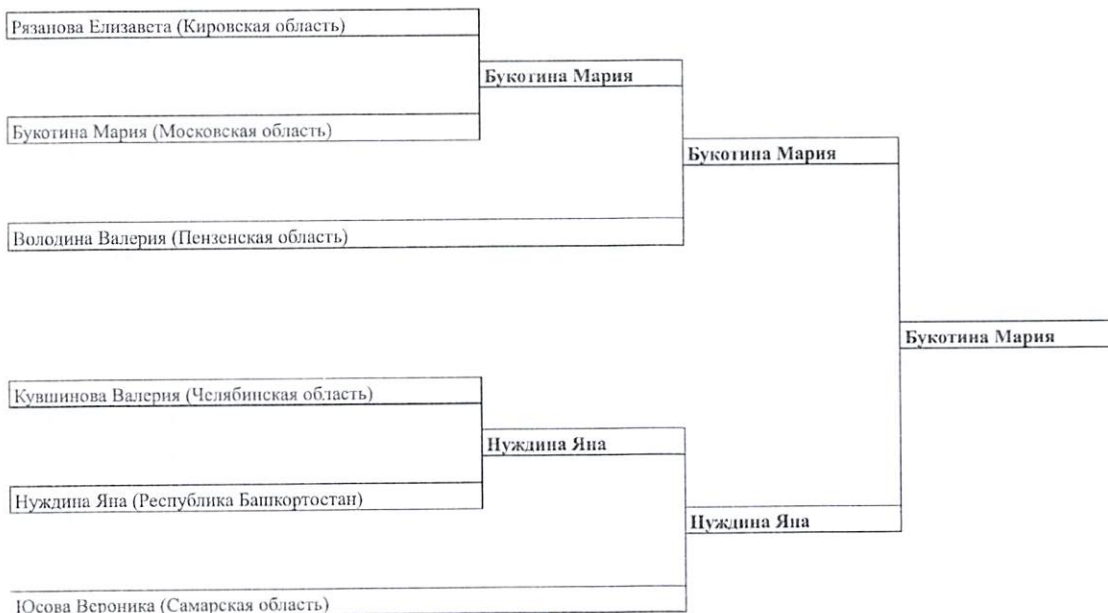 Рязанова Елизавета (Кировская область)
Букотина Мария
Букотина Мария (Московская область)
Букотина Мария
Володина Валерия (Пензенская область)
Букотина Мария
Кувшинова Валерия (Челябинская область)
Нуждина Яна
Нуждина Яна (Республика Башкортостан)
Нуждина Яна
Юсова Вероника (Самарская область)